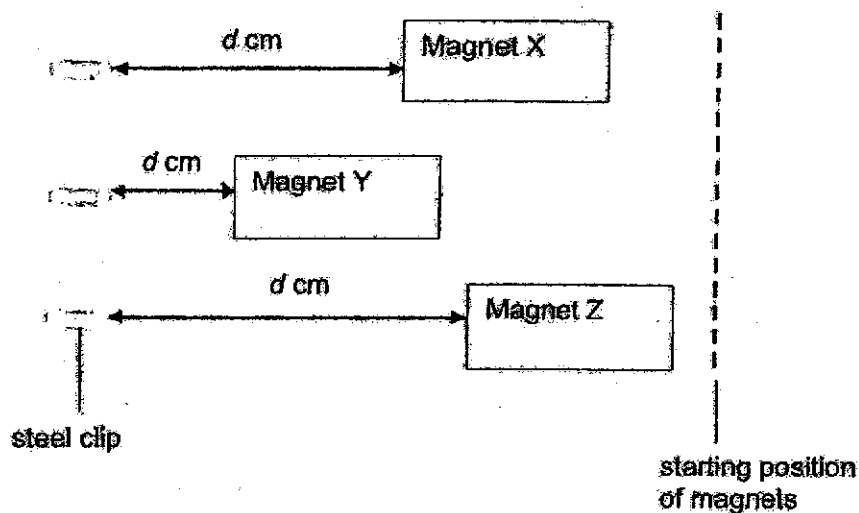 d cm
Magnet X
d cm
Magnet Y
d cm
Magnet Z
steel clip
starting position
of magnets